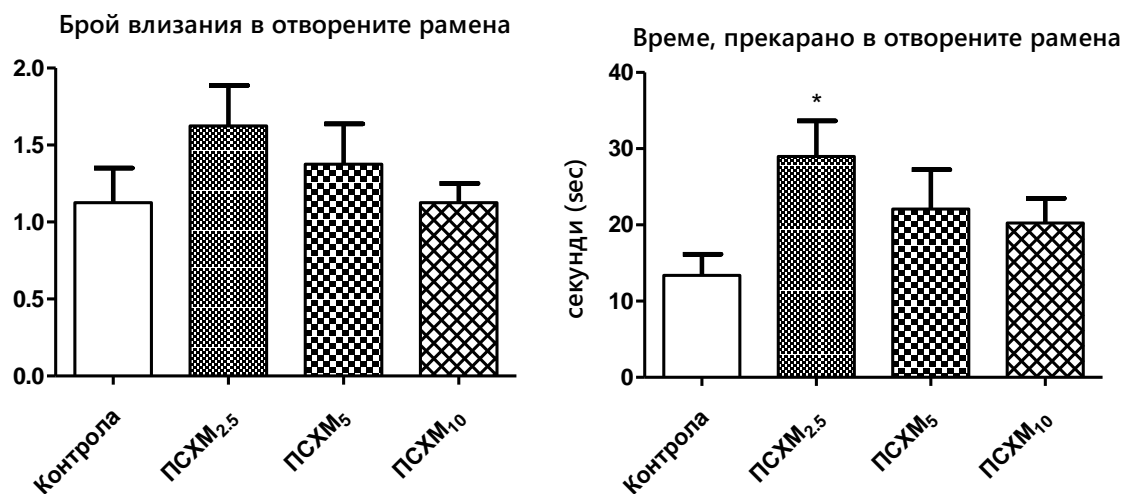 Брой влизания в отворените рамена
2.0
1.5
1.0
0.5
0.0
Контрола
ПСХМ2.5
ПСХМ5
ПСХМ10
Време, прекарано в отворените рамена
секунди (sec)
40
30
20
10
0
*
Контрола
ПСХМ2.5
ПСХМ5
ПСХМ10